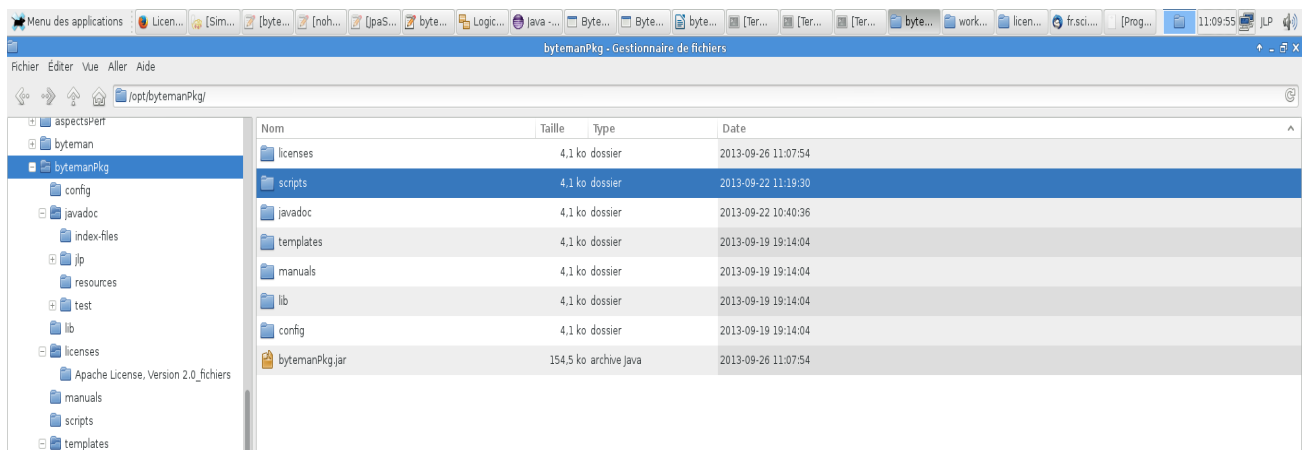 Menu des applications Licen... [Sim... [byte... [noh... [JpaS... byte... Logic... Java -... Byte... Byte... byte... [Ter... [Ter... [Ter... byte... work... licen... fr.sci.... [Prog... 11:09:55 JLP
bytemanPkg - Gestionnaire de fichiers
Fichier Éditer Vue Aller Aide
/opt/bytemanPkg/
aspectsPerf
byteman
bytemanPkg
config
javadoc
index-files
jlp
resources
test
lib
licenses
Apache License, Version 2.0_fichiers
manuals
scripts
templates
Nom Taille Type Date
licenses 4,1 ko dossier 2013-09-26 11:07:54
scripts 4,1 ko dossier 2013-09-22 11:19:30
javadoc 4,1 ko dossier 2013-09-22 10:40:36
templates 4,1 ko dossier 2013-09-19 19:14:04
manuals 4,1 ko dossier 2013-09-19 19:14:04
lib 4,1 ko dossier 2013-09-19 19:14:04
config 4,1 ko dossier 2013-09-19 19:14:04
bytemanPkg.jar 154,5 ko archive Java 2013-09-26 11:07:54